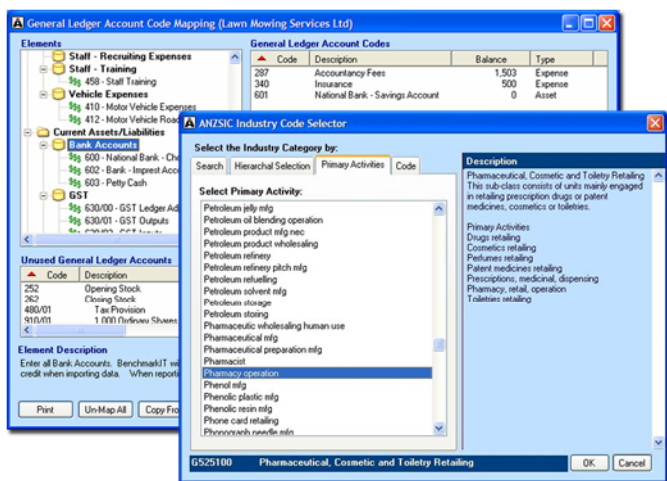 General Ledger Account Code Mapping (Lawn Mowing Services Ltd)
Elements
Staff - Recruiting Expenses
Staff - Training
458 - Staff Training
Vehicle Expenses
410 - Motor Vehicle Expenses
412 - Motor Vehicle Road
Current Assets/Liabilities
Bank Accounts
600 - National Bank - Che
602 - Bank - Imprest Acc
603 - Petty Cash
GST
630/00 - GST Ledger Adj
630/01 - GST Outputs
General Ledger Account Codes
Code Description Balance Type
287 Accountancy Fees 1,503 Expense
340 Insurance 500 Expense
601 National Bank - Savings Account 0 Asset
Unused General Ledger Accounts
Code Description
252 Opening Stock
262 Closing Stock
480/01 Tax Provision
910/01 1,000 Ordinary Shares
Element Description
Enter all Bank Accounts. BenchmarkIT wi
credit when importing data. When reporti
Print Un-Map All Copy Fro
ANZSIC Industry Code Selector
Select the Industry Category by:
Search Hierarchal Selection Primary Activities Code
Select Primary Activity:
Petroleum jelly mfg
Petroleum oil blending operation
Petroleum product mfg nec
Petroleum product wholesaling
Petroleum refinery
Petroleum refinery pitch mfg
Petroleum refuelling
Petroleum solvent mfg
Petroleum storage
Petroleum storing
Pharmaceutic wholesaling human use
Pharmaceutical mfg
Pharmaceutical preparation mfg
Pharmacist
Pharmacy operation
Phenol mfg
Phenolic plastic mfg
Phenolic resin mfg
Phone card retailing
Phonograph needle mfg
Description
Pharmaceutical, Cosmetic and Toiletry Retailing
This sub-class consists of units mainly engaged
in retailing prescription drugs or patent
medicines, cosmetics or toiletries.
Primary Activities
Drugs retailing
Cosmetics retailing
Perfumes retailing
Patent medicines retailing
Prescriptions, medicinal, dispensing
Pharmacy, retail, operation
Toiletries retailing
G525100 Pharmaceutical, Cosmetic and Toiletry Retailing
OK Cancel